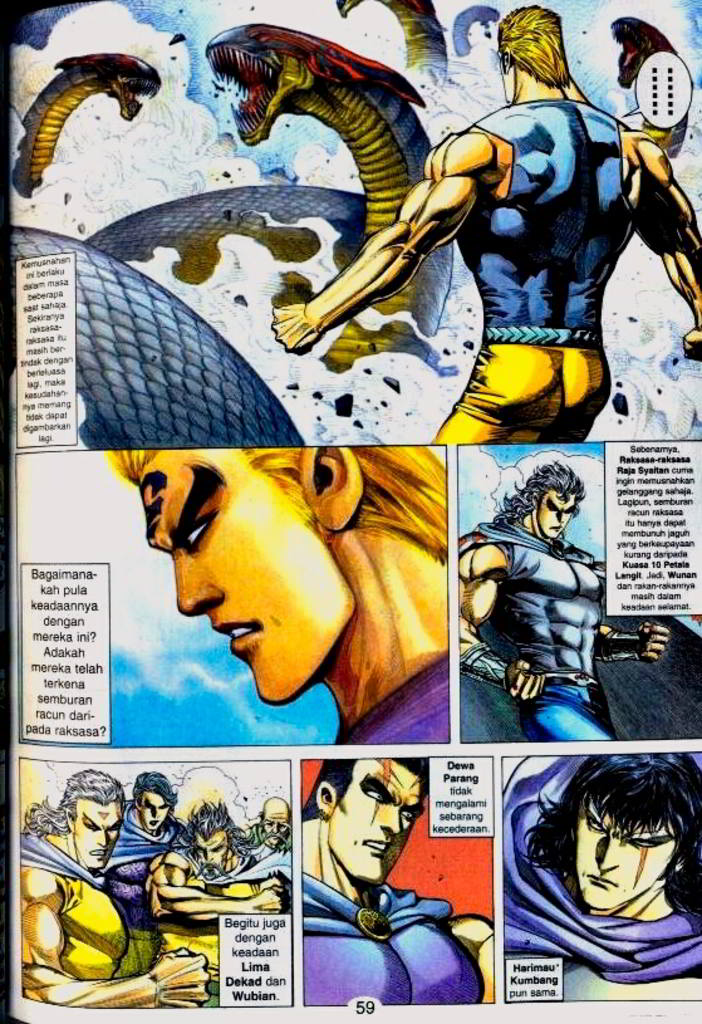 Kemusnahan
ini berlaku
dalam masa
beberapa
saat sahaja.
Sekiranya
raksasa-
raksasa itu
masih ber-
tindak dengan
berleluasa
lagi, maka
kesudahan-
nya memang
tidak dapat
digambarkan
lagi.
Bagaimana-
kah pula
keadaannya
dengan
mereka ini?
Adakah
mereka telah
terkena
semburan
racun dari-
pada raksasa?
Sebenarnya,
Raksasa-raksasa
Raja Syaitan cuma
ingin memusnahkan
gelanggang sahaja.
Lagipun, semburan
racun raksasa
itu hanya dapat
membunuh jaguh
yang berkeupayaan
kurang daripada
Kuasa 10 Petala
Langit. Jadi, Wunan
dan rakan-rakannya
masih dalam
keadaan selamat.
Begitu juga
dengan
keadaan
Lima
Dekad dan
Wubian.
Dewa
Parang
tidak
mengalami
sebarang
kecederaan.
Harimau
Kumbang
pun sama.
59